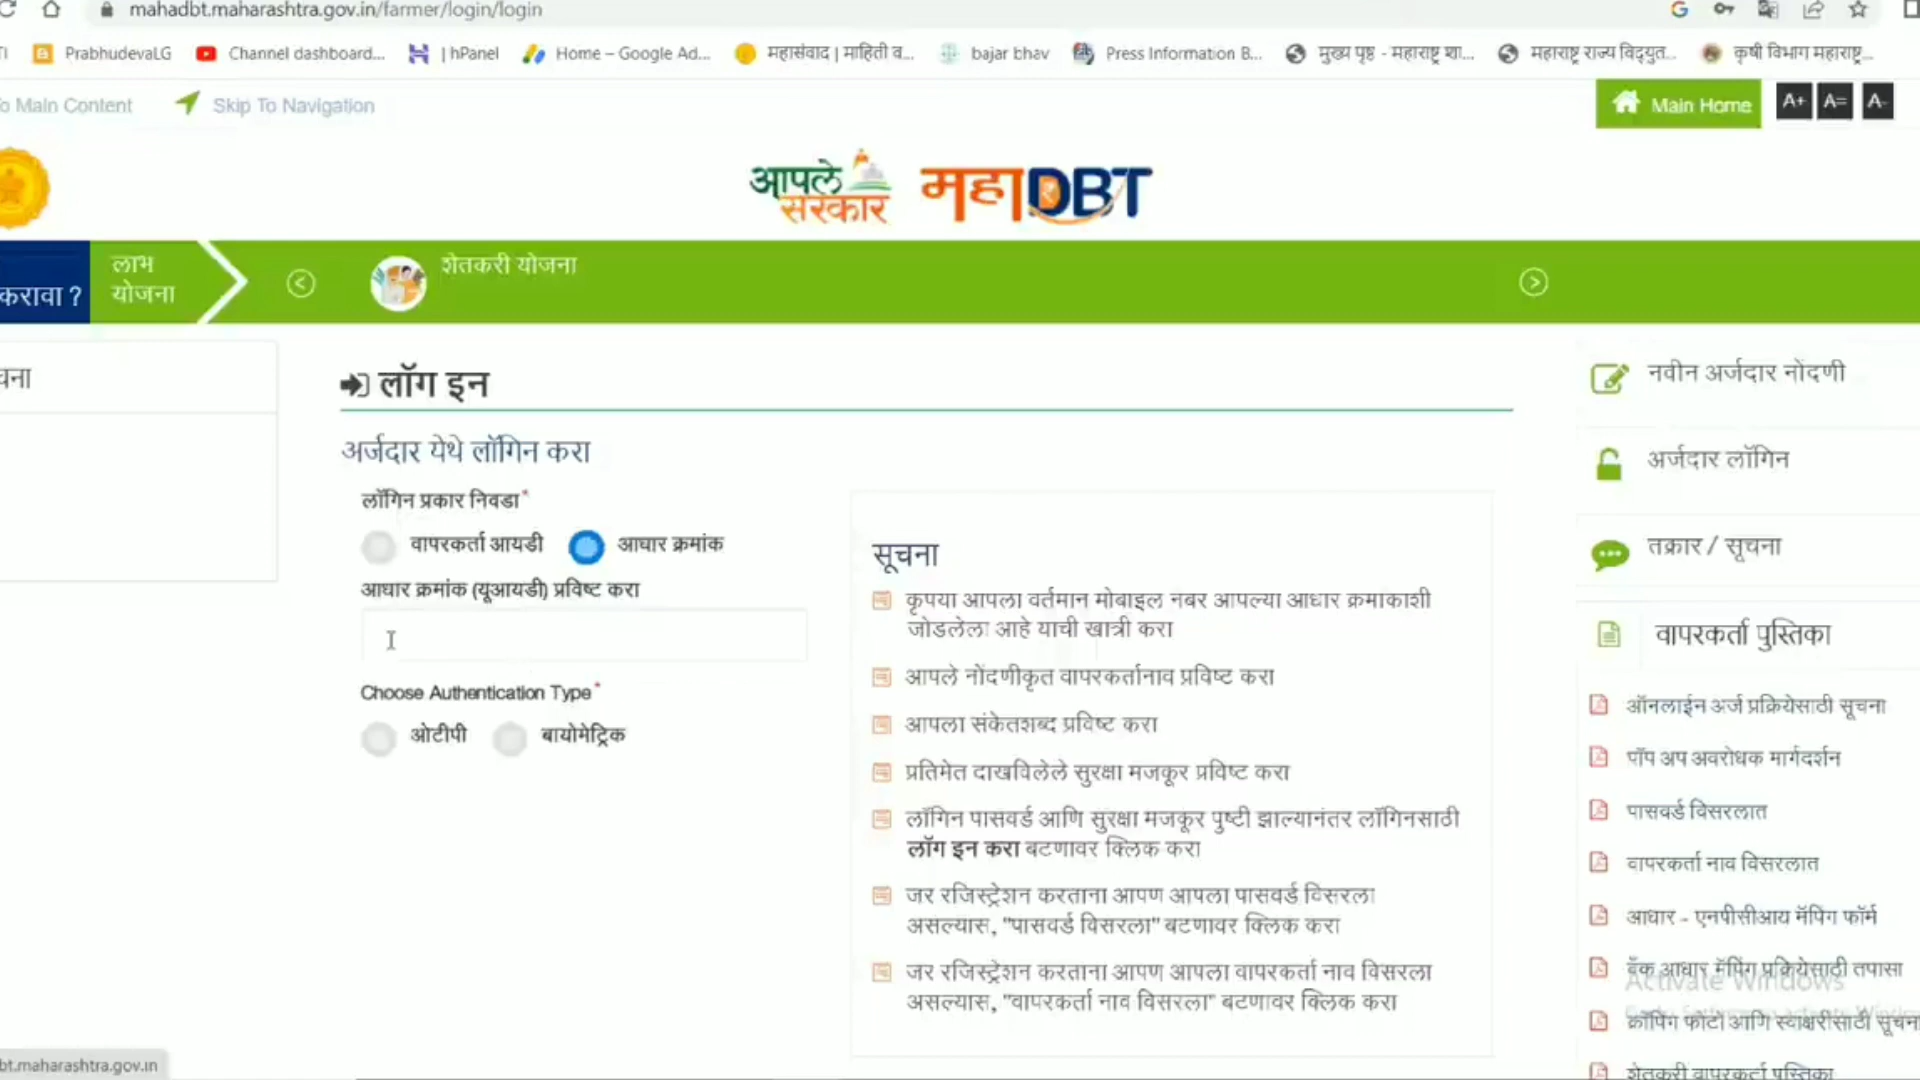 mahadbt.maharashtra.gov.in/farmer/login/login
PrabhudevaLG Channel dashboard... | hPanel Home – Google Ad... महासंवाद | माहिती व... bajar bhav Press Information B... मुख्य पृष्ठ - महाराष्ट्र शा... महाराष्ट्र राज्य विद्युत... कृषी विभाग महाराष्ट्र...
o Main Content Skip To Navigation Main Home A+ A= A-
आपले सरकार महाDBT
करावा ? लाभ योजना शेतकरी योजना
चना
लॉग इन
अर्जदार येथे लॉगिन करा
लॉगिन प्रकार निवडा*
वापरकर्ता आयडी आधार क्रमांक
आधार क्रमांक (यूआयडी) प्रविष्ट करा
Choose Authentication Type*
ओटीपी बायोमेट्रिक
सूचना
कृपया आपला वर्तमान मोबाइल नंबर आपल्या आधार क्रमांकाशी
जोडलेला आहे याची खात्री करा
आपले नोंदणीकृत वापरकर्तानाव प्रविष्ट करा
आपला संकेतशब्द प्रविष्ट करा
प्रतिमेत दाखविलेले सुरक्षा मजकूर प्रविष्ट करा
लॉगिन पासवर्ड आणि सुरक्षा मजकूर पुष्टी झाल्यानंतर लॉगिनसाठी
लॉग इन करा बटणावर क्लिक करा
जर रजिस्ट्रेशन करताना आपण आपला पासवर्ड विसरला
असल्यास, "पासवर्ड विसरला" बटणावर क्लिक करा
जर रजिस्ट्रेशन करताना आपण आपला वापरकर्ता नाव विसरला
असल्यास, "वापरकर्ता नाव विसरला" बटणावर क्लिक करा
नवीन अर्जदार नोंदणी
अर्जदार लॉगिन
तक्रार / सूचना
वापरकर्ता पुस्तिका
ऑनलाईन अर्ज प्रक्रियेसाठी सूचना
पॉप अप अवरोधक मार्गदर्शन
पासवर्ड विसरलात
वापरकर्ता नाव विसरलात
आधार - एनपीसीआय मॅपिंग फॉर्म
बँक आधार मॅपिंग प्रक्रियेसाठी तपासा
Activate Windows
क्रॉपिंग फोटो आणि स्वाक्षरीसाठी सूचना
शेतकरी वापरकर्ता पुस्तिका
bt.maharashtra.gov.in